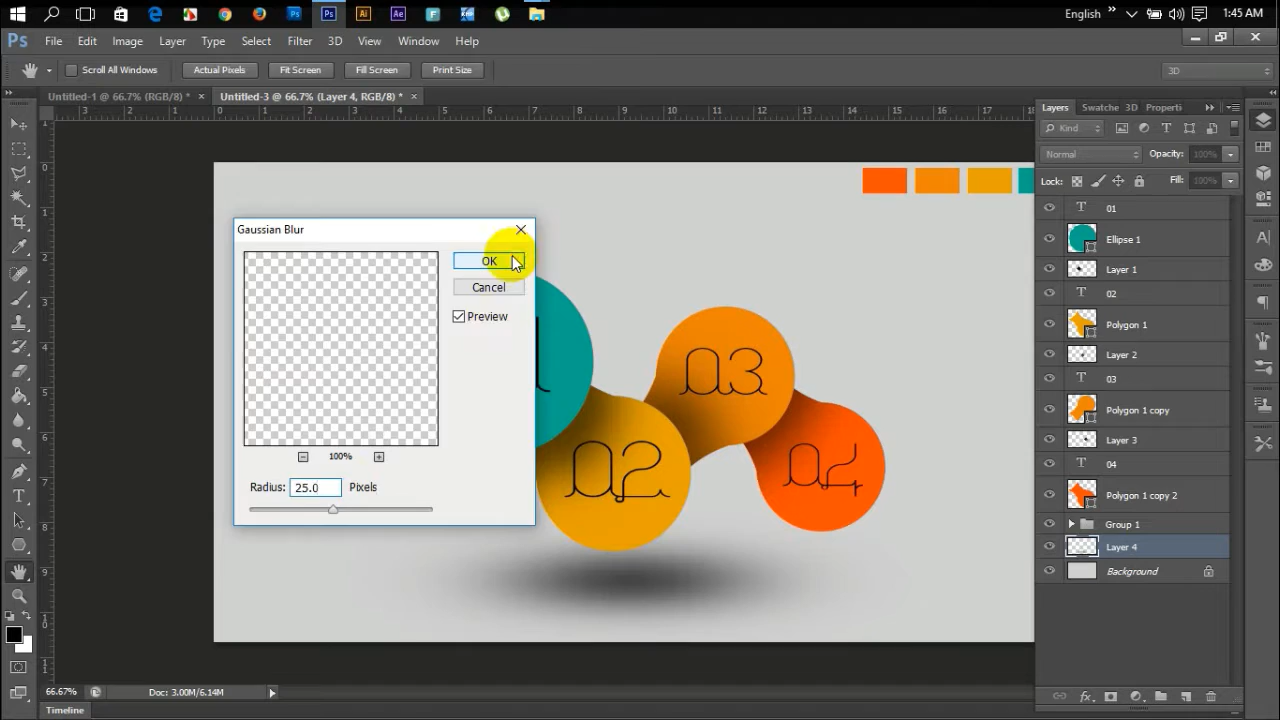 English 1:45 AM
Ps File Edit Image Layer Type Select Filter 3D View Window Help
Scroll All Windows Actual Pixels Fit Screen Fill Screen Print Size 3D
Untitled-1 @ 66.7% (RGB/8) * × Untitled-3 @ 66.7% (Layer 4, RGB/8) * ×
Layers Swatche 3D Properti
Kind
Normal Opacity: 100%
Lock: Fill: 100%
01
Ellipse 1
Layer 1
02
Polygon 1
Layer 2
03
Polygon 1 copy
Layer 3
04
Polygon 1 copy 2
Group 1
Layer 4
Background
Gaussian Blur
OK
Cancel
Preview
100%
Radius: 25.0 Pixels
03
02
04
66.67% Doc: 3.00M/6.14M
Timeline